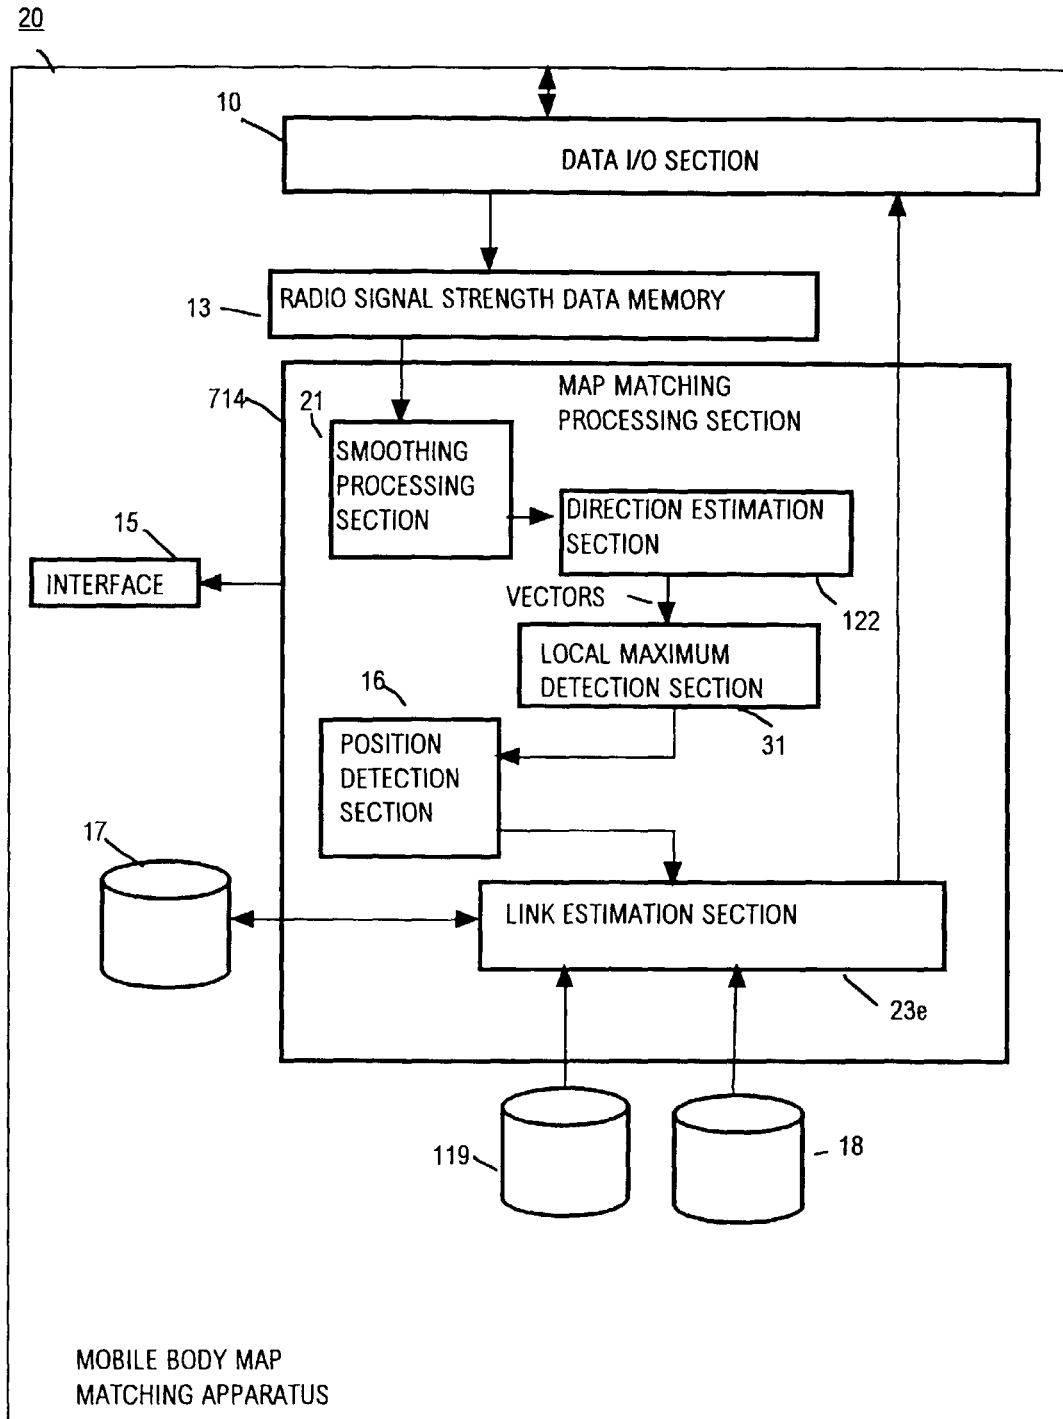 20
10
DATA I/O SECTION
13
RADIO SIGNAL STRENGTH DATA MEMORY
714
MAP MATCHING
PROCESSING SECTION
21
SMOOTHING
PROCESSING
SECTION
DIRECTION ESTIMATION
SECTION
122
15
INTERFACE
VECTORS
LOCAL MAXIMUM
DETECTION SECTION
31
16
POSITION
DETECTION
SECTION
17
LINK ESTIMATION SECTION
23e
119
18
MOBILE BODY MAP
MATCHING APPARATUS